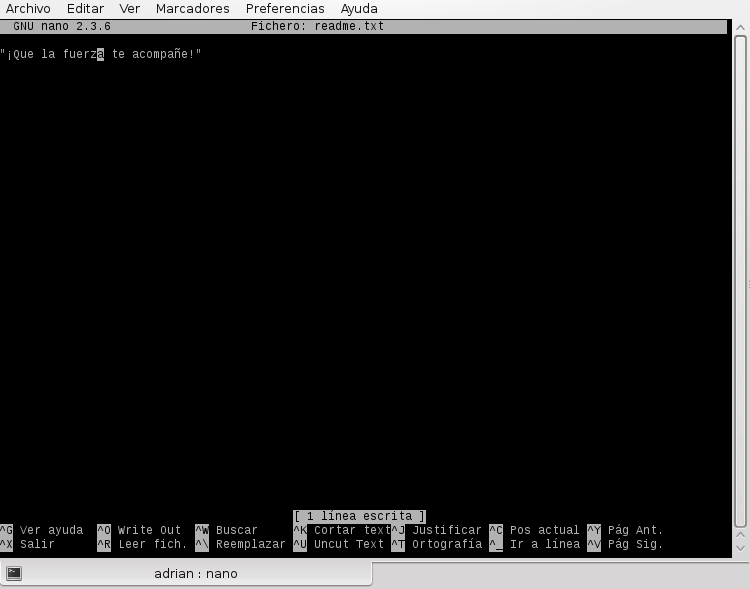 Archivo Editar Ver Marcadores Preferencias Ayuda
GNU nano 2.3.6 Fichero: readme.txt
"¡Que la fuerza te acompañe!"
[ 1 línea escrita ]
^G Ver ayuda ^O Write Out ^W Buscar ^K Cortar text^J Justificar ^C Pos actual ^Y Pág Ant.
^X Salir ^R Leer fich. ^\ Reemplazar ^U Uncut Text ^T Ortografía ^_ Ir a línea ^V Pág Sig.
adrian : nano